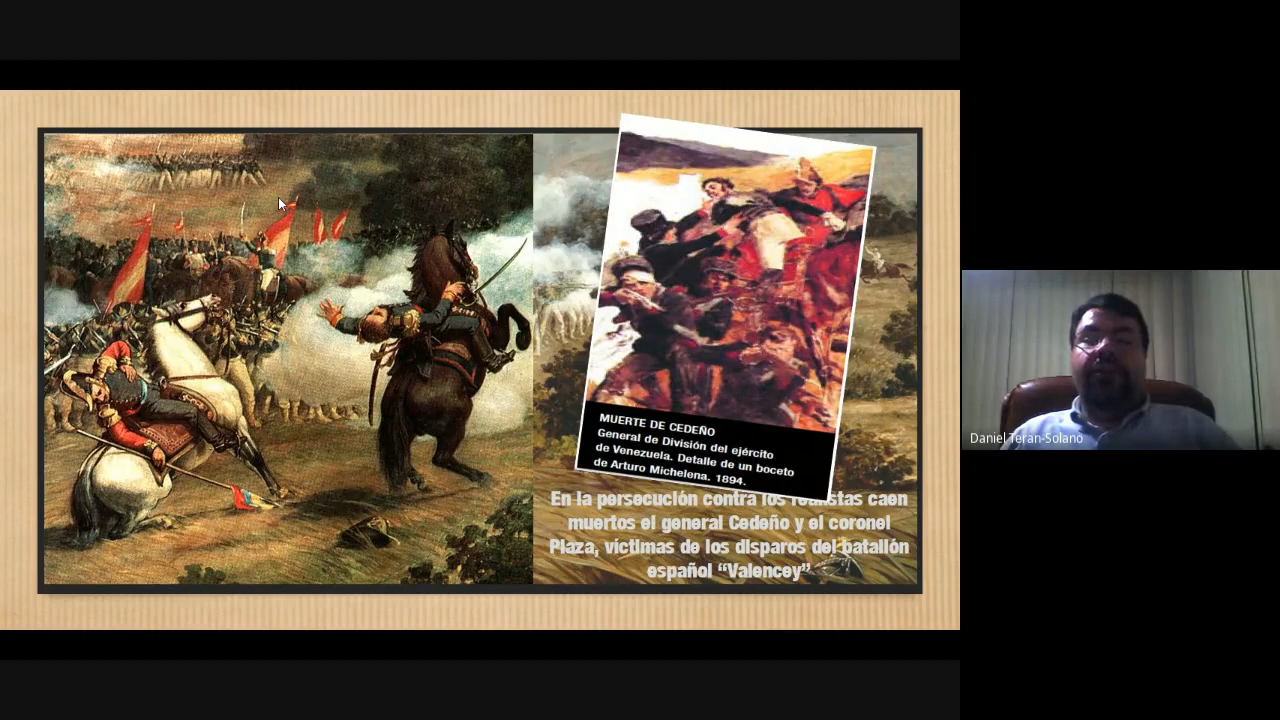 MUERTE DE CEDEÑO
General de División del ejército
de Venezuela. Detalle de un boceto
de Arturo Michelena. 1894.
En la persecución contra los realistas caen
muertos el general Cedeño y el coronel
Plaza, víctimas de los disparos del batallón
español “Valencey”
Daniel Teran-Solano